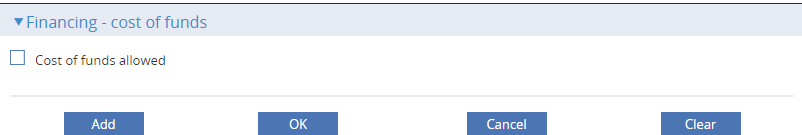 Financing - cost of funds
Cost of funds allowed
Add OK Cancel Clear